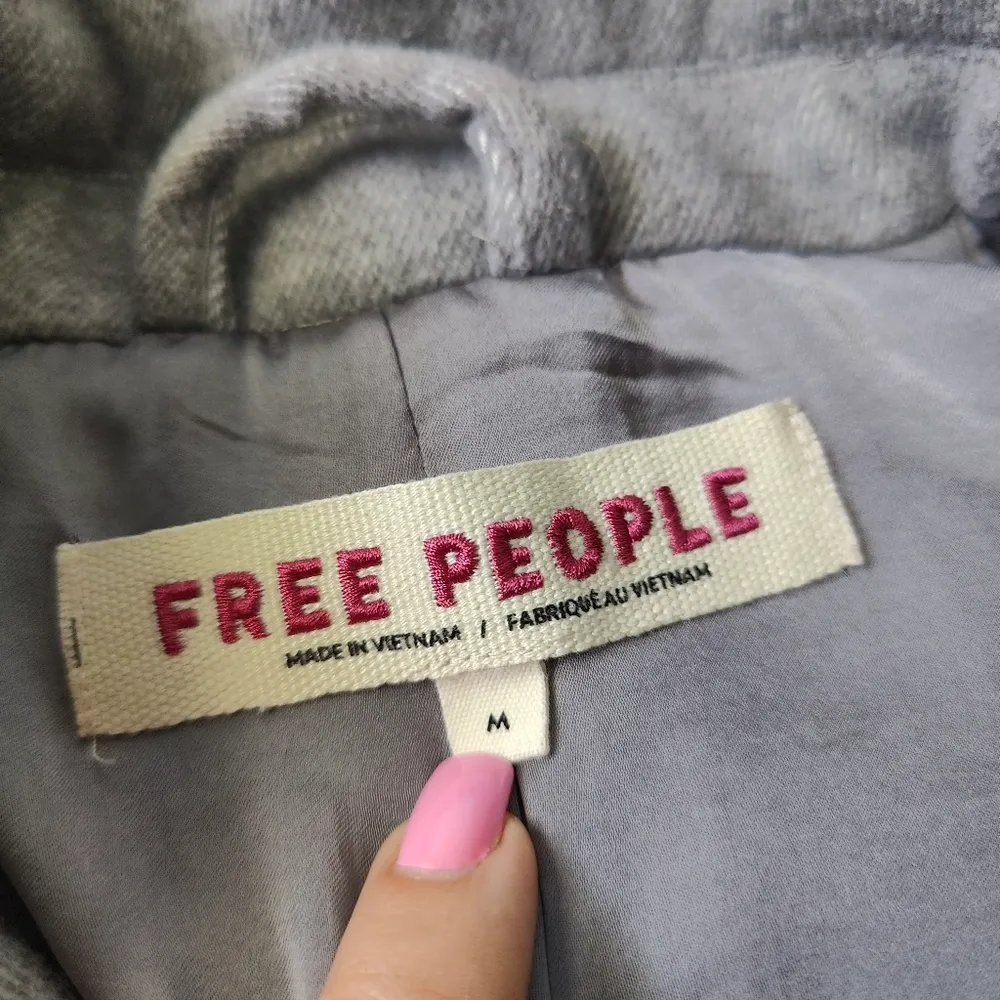 FREE PEOPLE
MADE IN VIETNAM / FABRIQUÉ AU VIETNAM
M